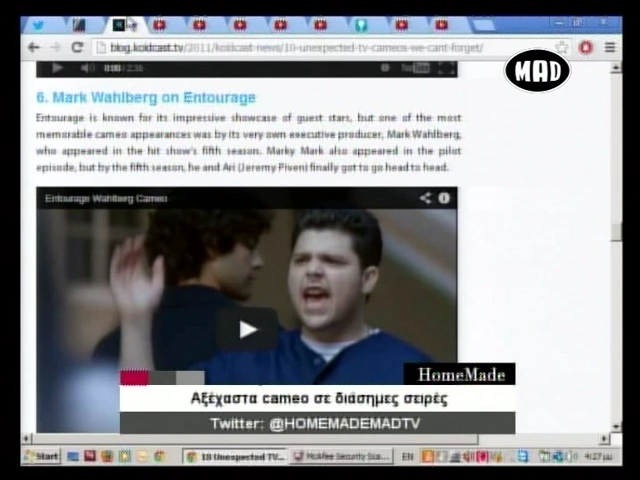 blog.koldcast.tv/2011/koldcast-news/10-unexpected-tv-cameos-we-cant-forget/
MAD
6. Mark Wahlberg on Entourage
Entourage is known for its impressive showcase of guest stars, but one of the most
memorable cameo appearances was by its very own executive producer, Mark Wahlberg,
who appeared in the hit show's fifth season. Marky Mark also appeared in the pilot
episode, but by the fifth season, he and Ari (Jeremy Piven) finally got to go head to head.
Entourage Wahlberg Cameo
HomeMade
Αξέχαστα cameo σε διάσημες σειρές
Twitter: @HOMEMADEMADTV
Start
10 Unexpected TV...
McAfee Security Sca...
EN
4:27 μμ